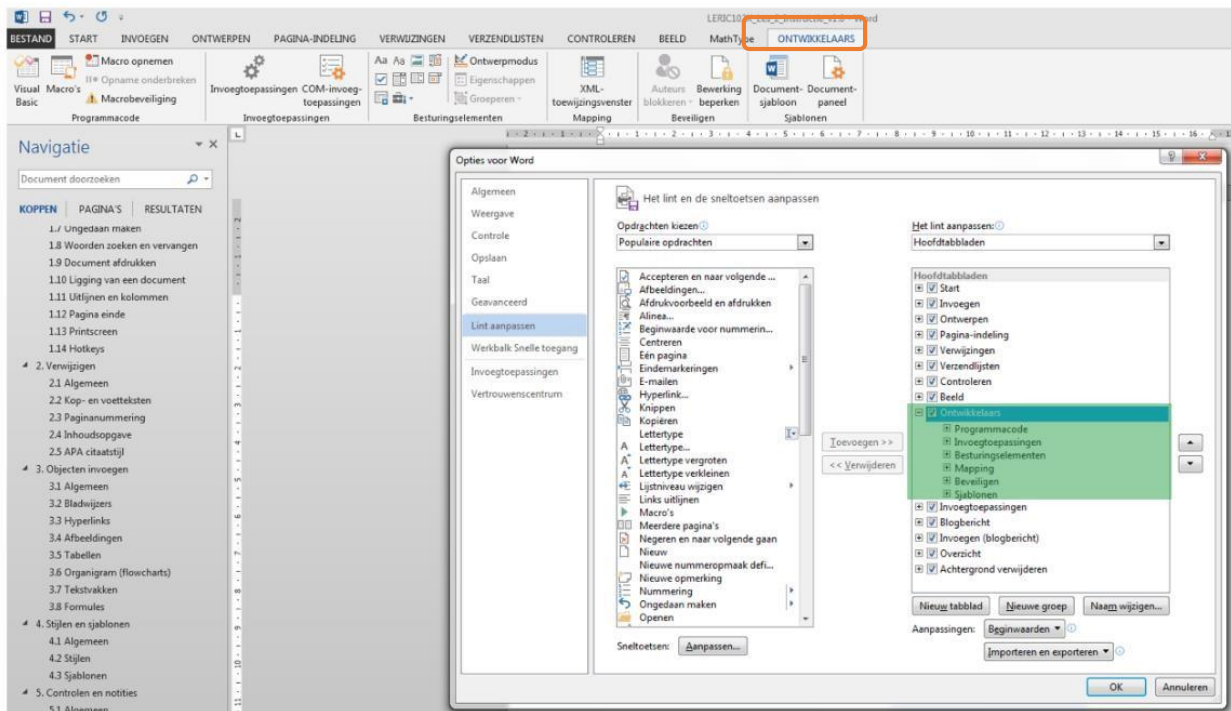 Word
BESTAND START INVOEGEN ONTWERPEN PAGINA-INDELING VERWIJZINGEN VERZENDLIJSTEN CONTROLEREN BEELD MathType ONTWIKKELAARS
Visual Basic
Macro's
Macro opnemen
Opname onderbreken
Macrobeveiliging
Programmacode
Invoegtoepassingen
COM-invoeg-
toepassingen
Invoegtoepassingen
Aa Aa
Ontwerpmodus
Eigenschappen
Groeperen
Besturingselementen
XML-
toewijzingsvenster
Mapping
Auteurs
blokkeren
Bewerking
beperken
Beveiligen
Document-
sjabloon
Document-
paneel
Sjablonen
Navigatie
Document doorzoeken
KOPPEN PAGINA'S RESULTATEN
1.7 Ongedaan maken
1.8 Woorden zoeken en vervangen
1.9 Document afdrukken
1.10 Ligging van een document
1.11 Uitlijnen en kolommen
1.12 Pagina einde
1.13 Printscreen
1.14 Hotkeys
2. Verwijzigen
2.1 Algemeen
2.2 Kop- en voetteksten
2.3 Paginanummering
2.4 Inhoudsopgave
2.5 APA citaatstijl
3. Objecten invoegen
3.1 Algemeen
3.2 Bladwijzers
3.3 Hyperlinks
3.4 Afbeeldingen
3.5 Tabellen
3.6 Organigram (flowcharts)
3.7 Tekstvakken
3.8 Formules
4. Stijlen en sjablonen
4.1 Algemeen
4.2 Stijlen
4.3 Sjablonen
5. Controlen en notities
5.1 Algemeen
Opties voor Word
Algemeen
Weergave
Controle
Opslaan
Taal
Geavanceerd
Lint aanpassen
Werkbalk Snelle toegang
Invoegtoepassingen
Vertrouwenscentrum
Het lint en de sneltoetsen aanpassen
Opdrachten kiezen
Populaire opdrachten
Accepteren en naar volgende ...
Afbeeldingen...
Afdrukvoorbeeld en afdrukken
Alinea...
Beginwaarde voor nummerin...
Centreren
Eén pagina
Eindemarkeringen
E-mailen
Hyperlink...
Knippen
Kopiëren
Lettertype
Lettertype...
Lettertype vergroten
Lettertype verkleinen
Lijstniveau wijzigen
Links uitlijnen
Macro's
Meerdere pagina's
Negeren en naar volgende gaan
Nieuw
Nieuwe nummeropmaak defi...
Nieuwe opmerking
Nummering
Ongedaan maken
Openen
Sneltoetsen: Aanpassen...
Toevoegen >>
<< Verwijderen
Het lint aanpassen:
Hoofdtabbladen
Hoofdtabbladen
Start
Invoegen
Ontwerpen
Pagina-indeling
Verwijzingen
Verzendlijsten
Controleren
Beeld
Ontwikkelaars
Programmacode
Invoegtoepassingen
Besturingselementen
Mapping
Beveiligen
Sjablonen
Invoegtoepassingen
Blogbericht
Invoegen (blogbericht)
Overzicht
Achtergrond verwijderen
Nieuw tabblad Nieuwe groep Naam wijzigen...
Aanpassingen: Beginwaarden
Importeren en exporteren
OK Annuleren